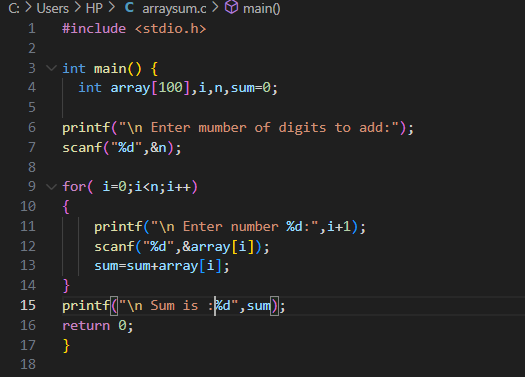 C: > Users > HP > C arraysum.c > main()
1 #include <stdio.h>
2
3 int main() {
4 int array[100],i,n,sum=0;
5
6 printf("\n Enter mumber of digits to add:");
7 scanf("%d",&n);
8
9 for( i=0;i<n;i++)
10 {
11 printf("\n Enter number %d:",i+1);
12 scanf("%d",&array[i]);
13 sum=sum+array[i];
14 }
15 printf("\n Sum is :%d",sum);
16 return 0;
17 }
18